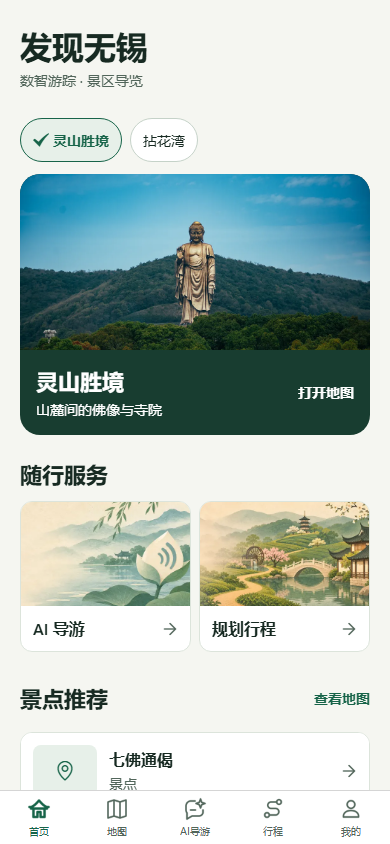 发现无锡
数智游踪 · 景区导览
灵山胜境
拈花湾
灵山胜境
山麓间的佛像与寺院
打开地图
随行服务
AI 导游
规划行程
景点推荐
查看地图
七佛通偈
景点
首页
地图
AI导游
行程
我的